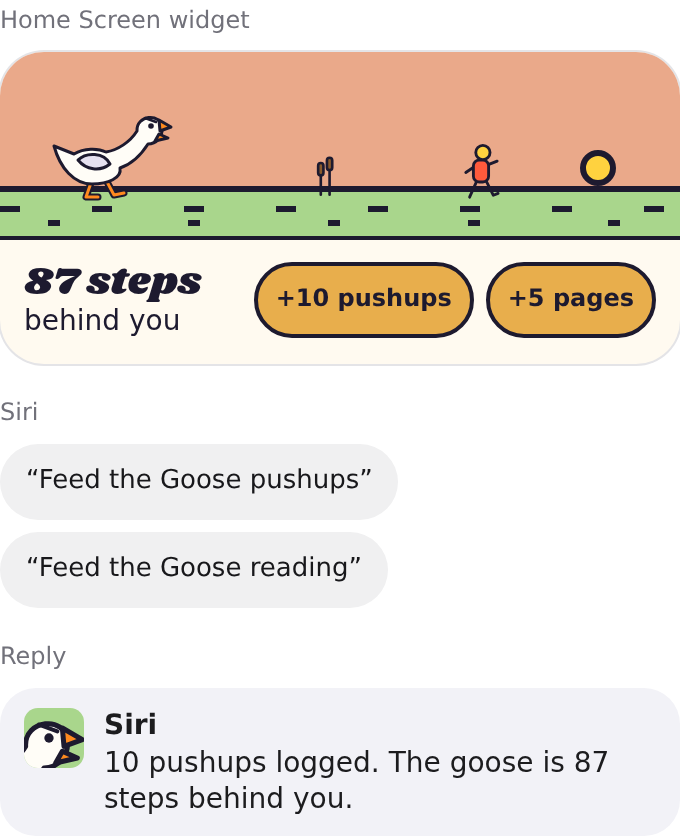 Home Screen widget
87 steps
behind you
+10 pushups
+5 pages
Siri
“Feed the Goose pushups”
“Feed the Goose reading”
Reply
Siri
10 pushups logged. The goose is 87
steps behind you.